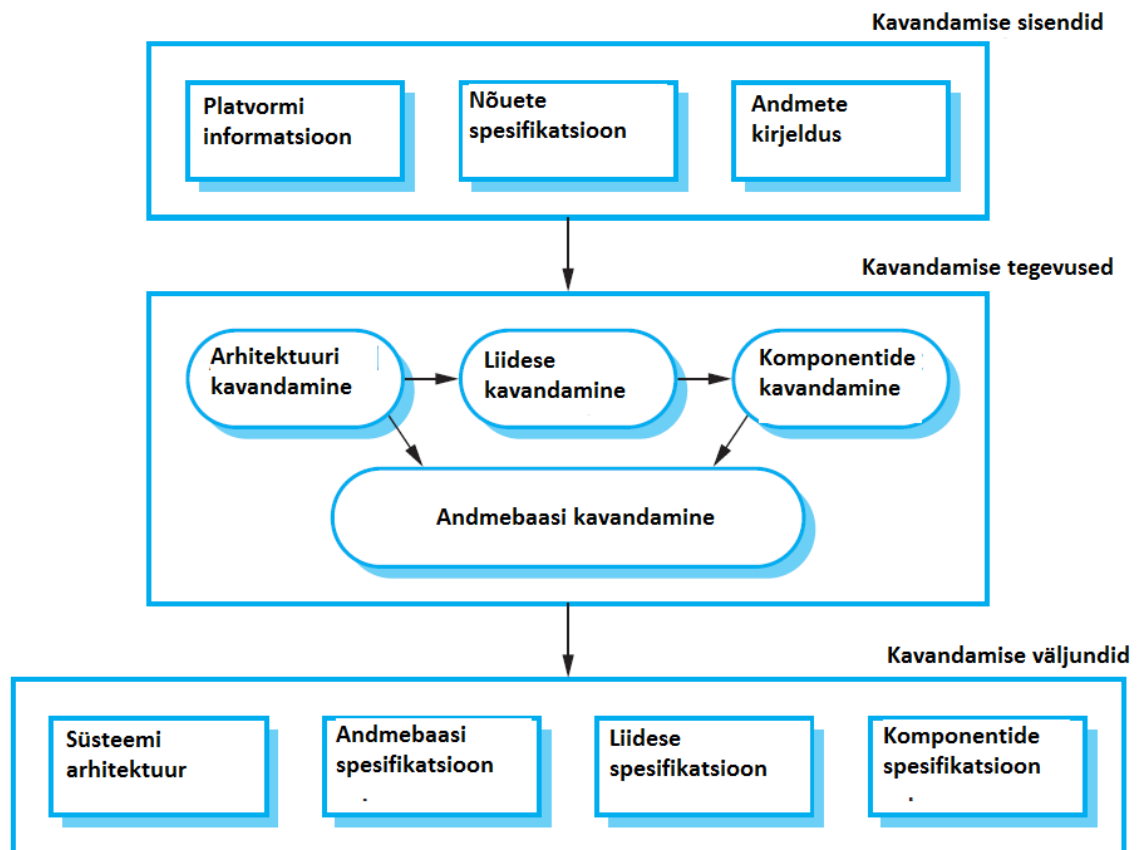 Kavandamise sisendid
Platvormi
informatsioon
Nõuete
spesifikatsioon
Andmete
kirjeldus
Kavandamise tegevused
Arhitektuuri
kavandamine
Liidese
kavandamine
Komponentide
kavandamine
Andmebaasi kavandamine
Kavandamise väljundid
Süsteemi
arhitektuur
Andmebaasi
spesifikatsioon
Liidese
spesifikatsioon
Komponentide
spesifikatsioon